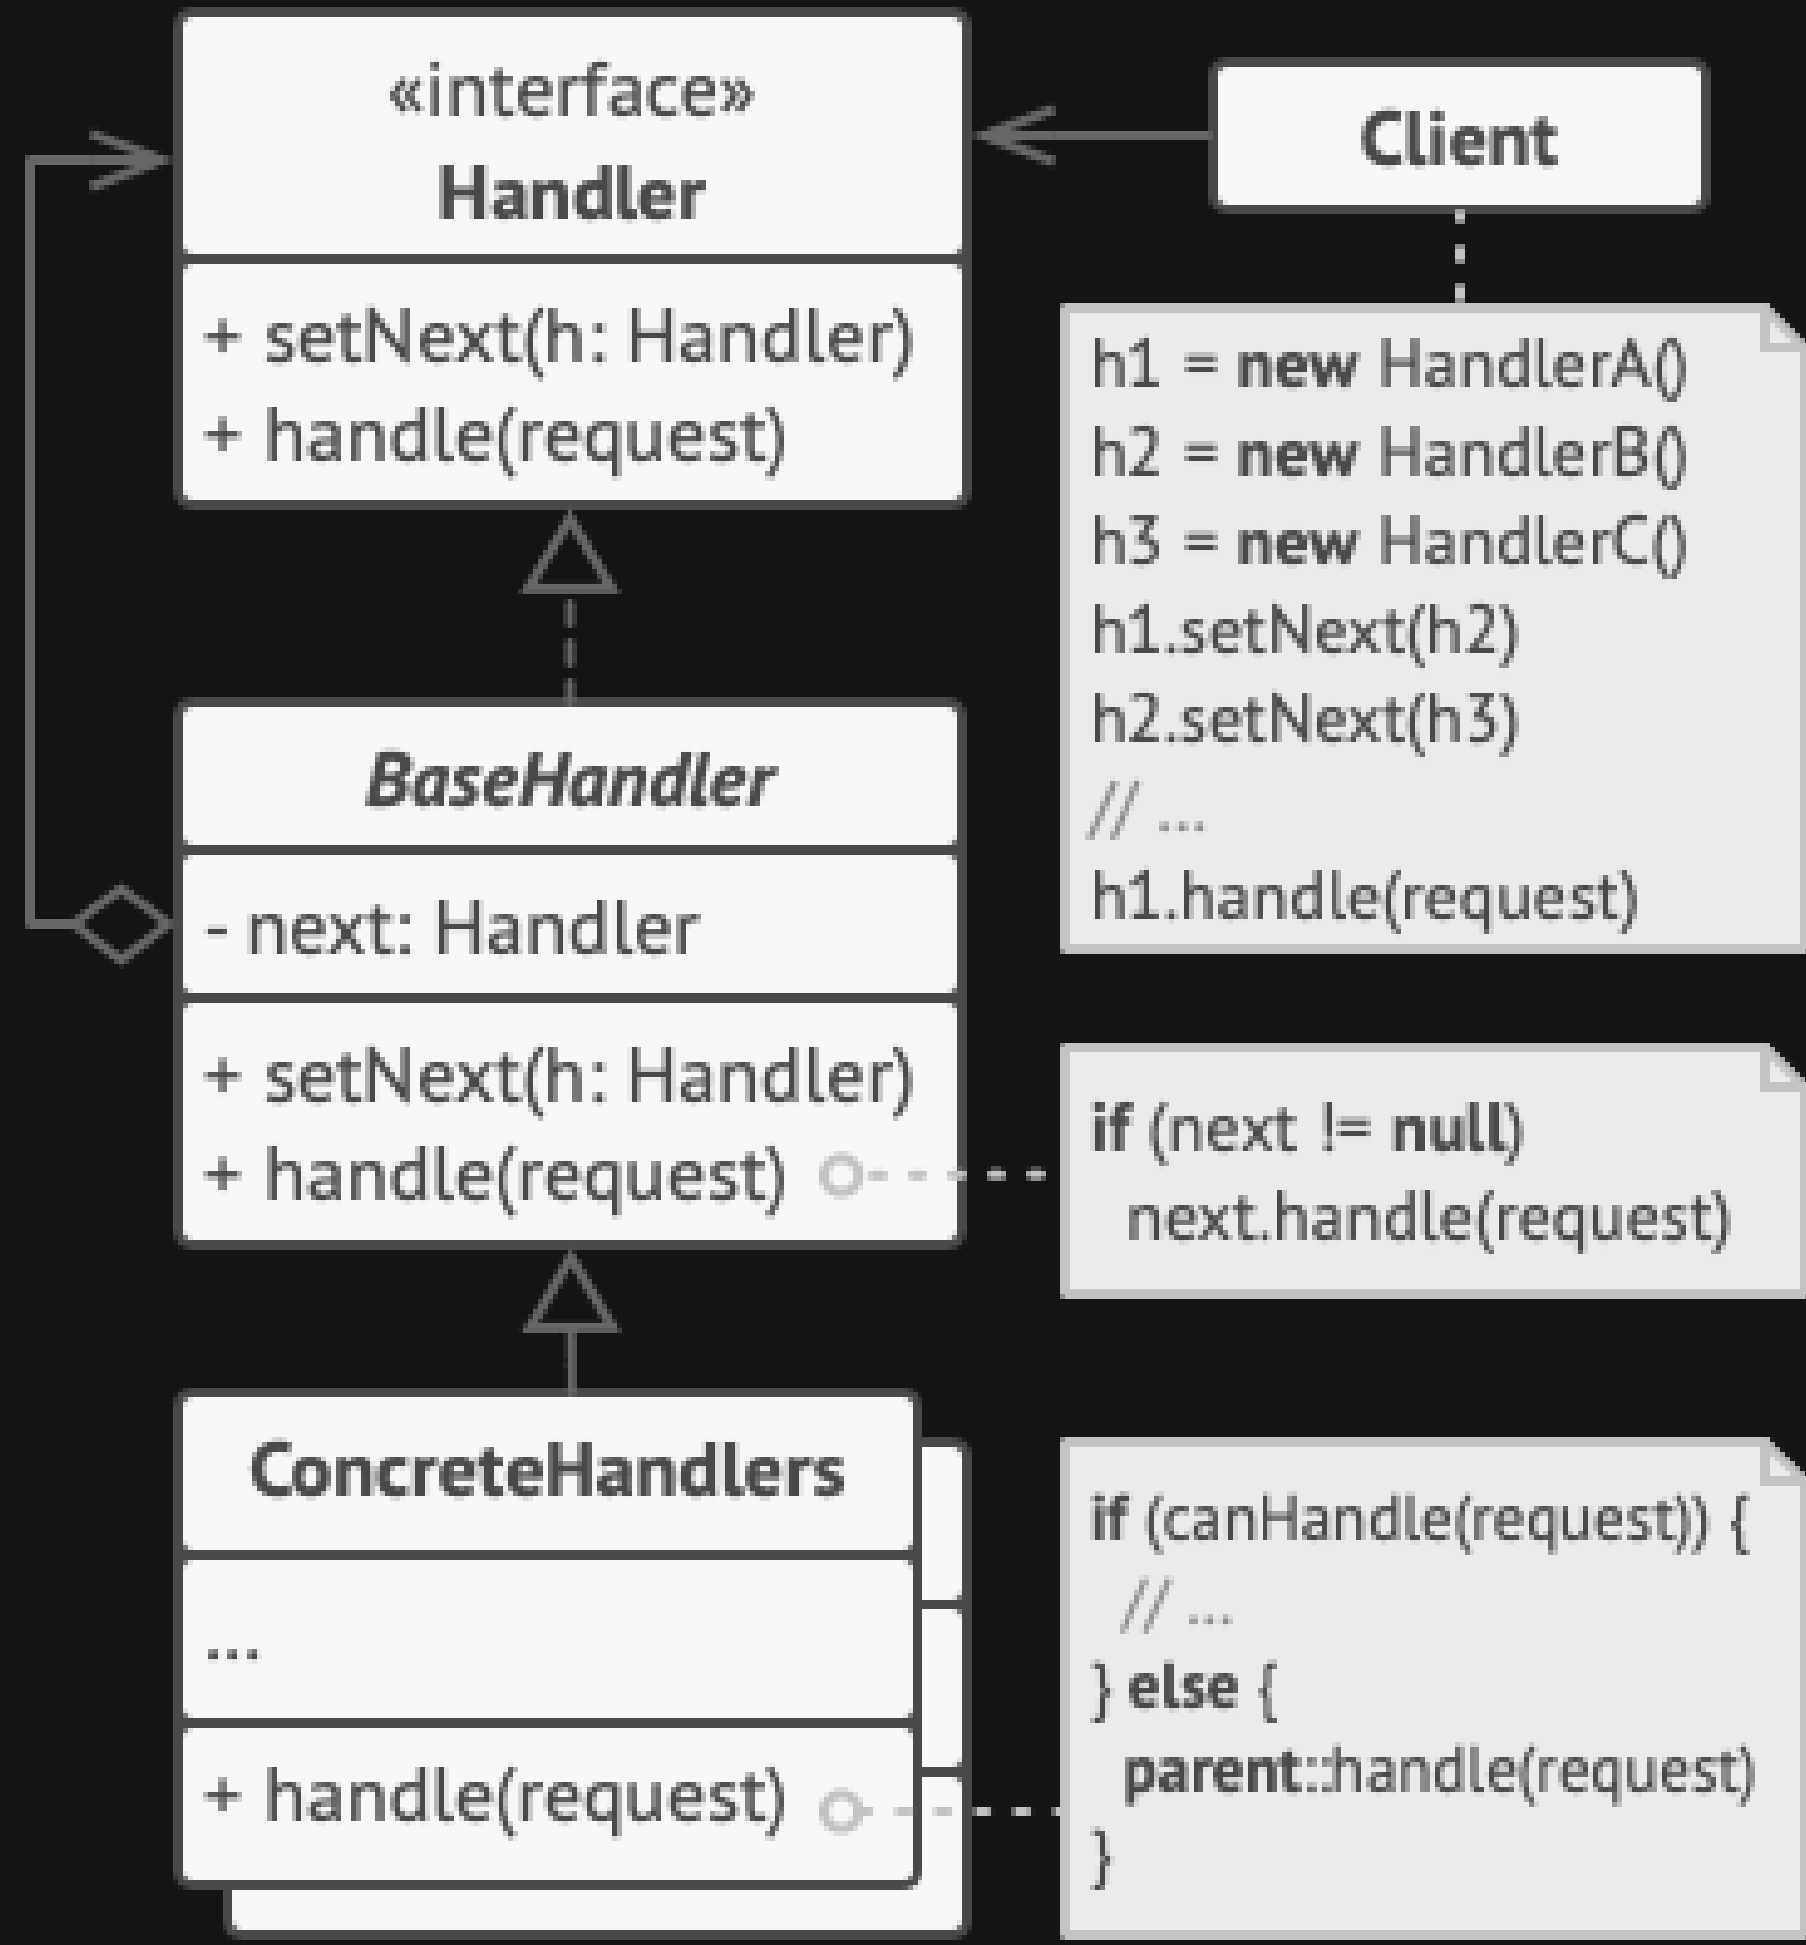 «interface»
Handler
+ setNext(h: Handler)
+ handle(request)
Client
h1 = new HandlerA()
h2 = new HandlerB()
h3 = new HandlerC()
h1.setNext(h2)
h2.setNext(h3)
// ...
h1.handle(request)
BaseHandler
- next: Handler
+ setNext(h: Handler)
+ handle(request)
if (next != null)
next.handle(request)
ConcreteHandlers
...
+ handle(request)
if (canHandle(request)) {
// ...
} else {
parent::handle(request)
}